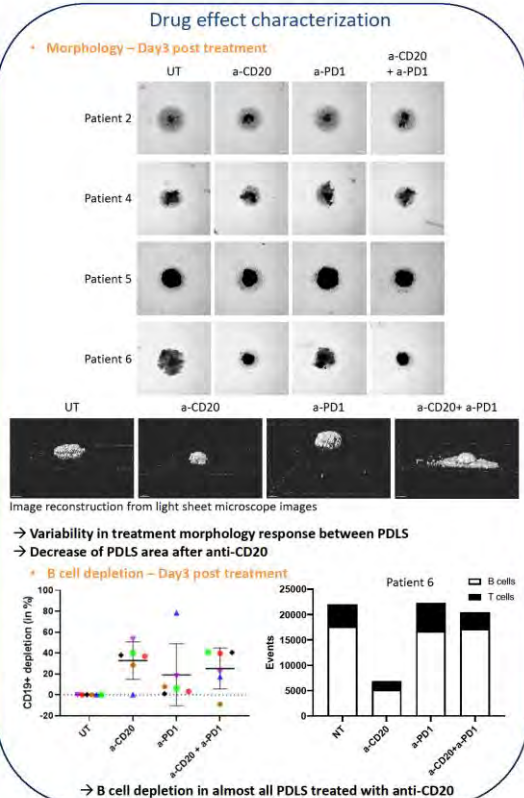 Drug effect characterization
• Morphology – Day3 post treatment
UT
a-CD20
a-PD1
a-CD20
+ a-PD1
Patient 2
Patient 4
Patient 5
Patient 6
UT
a-CD20
a-PD1
a-CD20+ a-PD1
Image reconstruction from light sheet microscope images
→ Variability in treatment morphology response between PDLS
→ Decrease of PDLS area after anti-CD20
• B cell depletion – Day3 post treatment
CD19+ depletion (in %)
100
80
60
40
20
0
-20
UT
a-CD20
a-PD1
a-CD20 + a-PD1
Patient 6
B cells
T cells
Events
25000
20000
15000
10000
5000
0
NT
a-CD20
a-PD1
a-CD20+a-PD1
→ B cell depletion in almost all PDLS treated with anti-CD20